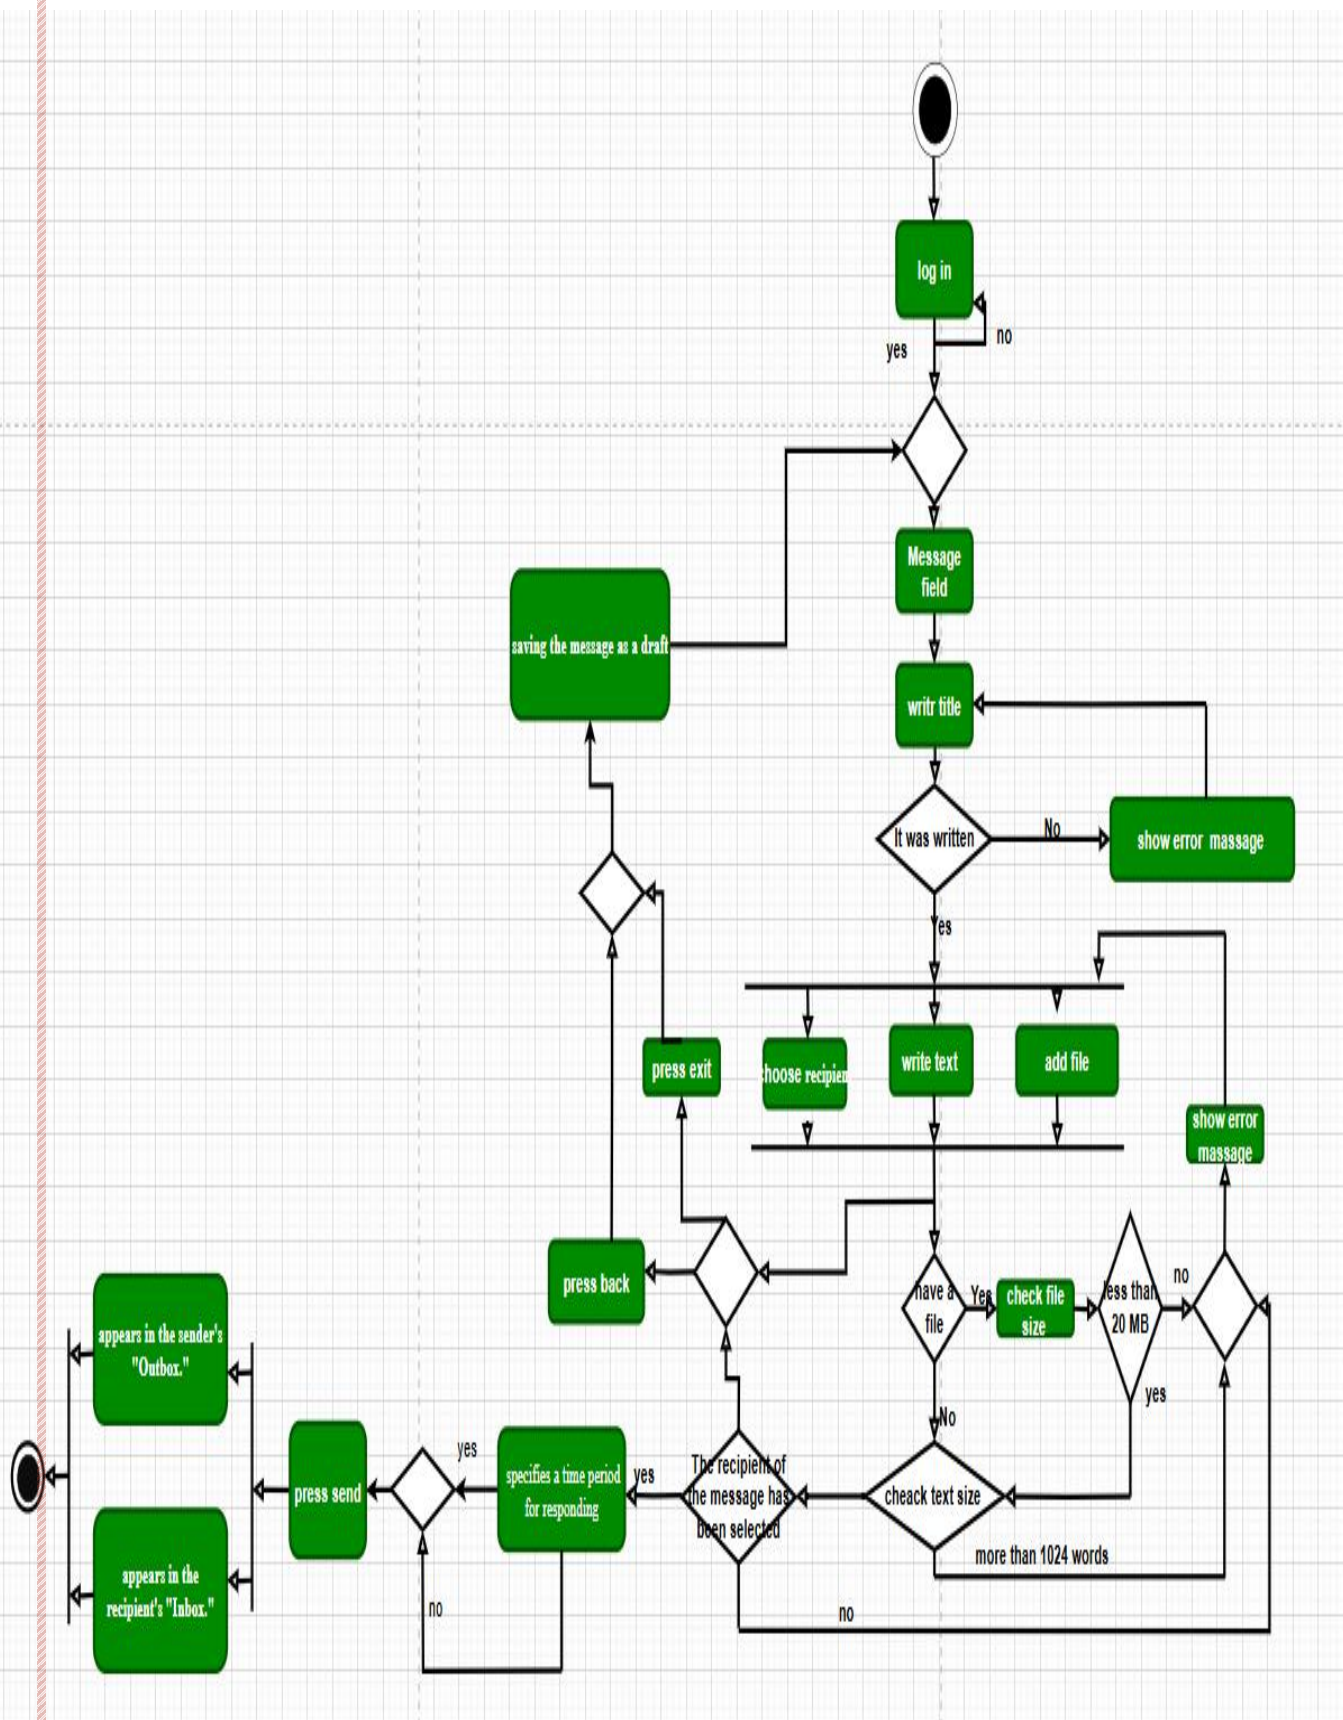 log in
no
yes
Message
field
saving the message as a draft
writr title
It was written
No
show error massage
Yes
press exit
choose recipient
write text
add file
show error
massage
press back
have a
file
Yes
check file
size
less than
20 MB
no
yes
No
appears in the sender's
"Outbox."
press send
yes
specifies a time period
for responding
yes
The recipient of
the message has
been selected
cheack text size
more than 1024 words
appears in the
recipient's "Inbox."
no
no